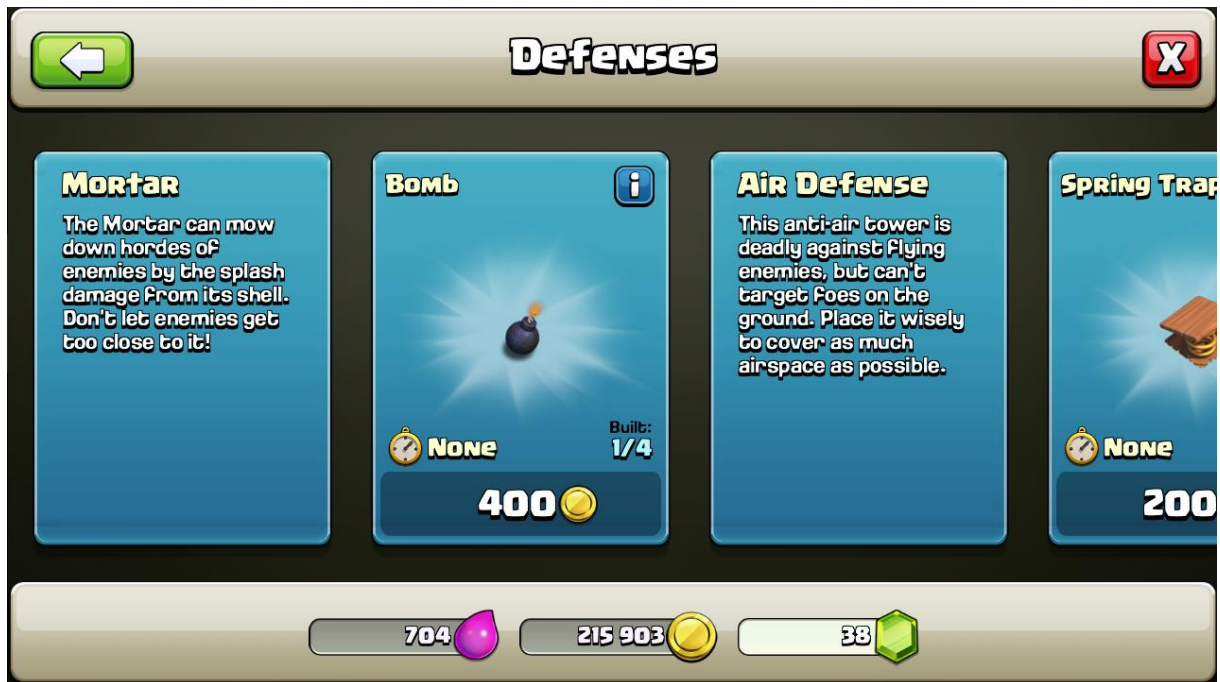 Defenses
X
Mortar
The Mortar can mow
down hordes of
enemies by the splash
damage from its shell.
Don't let enemies get
too close to it!
Bomb
i
None
Built:
1/4
400
Air Defense
This anti-air tower is
deadly against flying
enemies, but can't
target foes on the
ground. Place it wisely
to cover as much
airspace as possible.
Spring Trap
None
200
704
215 903
38